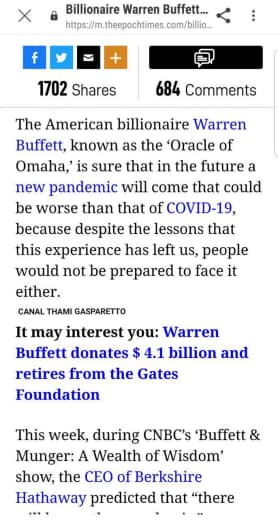 Billionaire Warren Buffett...
https://m.theepochtimes.com/billio...
1702 Shares
684 Comments
The American billionaire Warren
Buffett, known as the ‘Oracle of
Omaha,’ is sure that in the future a
new pandemic will come that could
be worse than that of COVID-19,
because despite the lessons that
this experience has left us, people
would not be prepared to face it
either.
CANAL THAMI GASPARETTO
It may interest you: Warren
Buffett donates $ 4.1 billion and
retires from the Gates
Foundation
This week, during CNBC’s ‘Buffett &
Munger: A Wealth of Wisdom’
show, the CEO of Berkshire
Hathaway predicted that “there